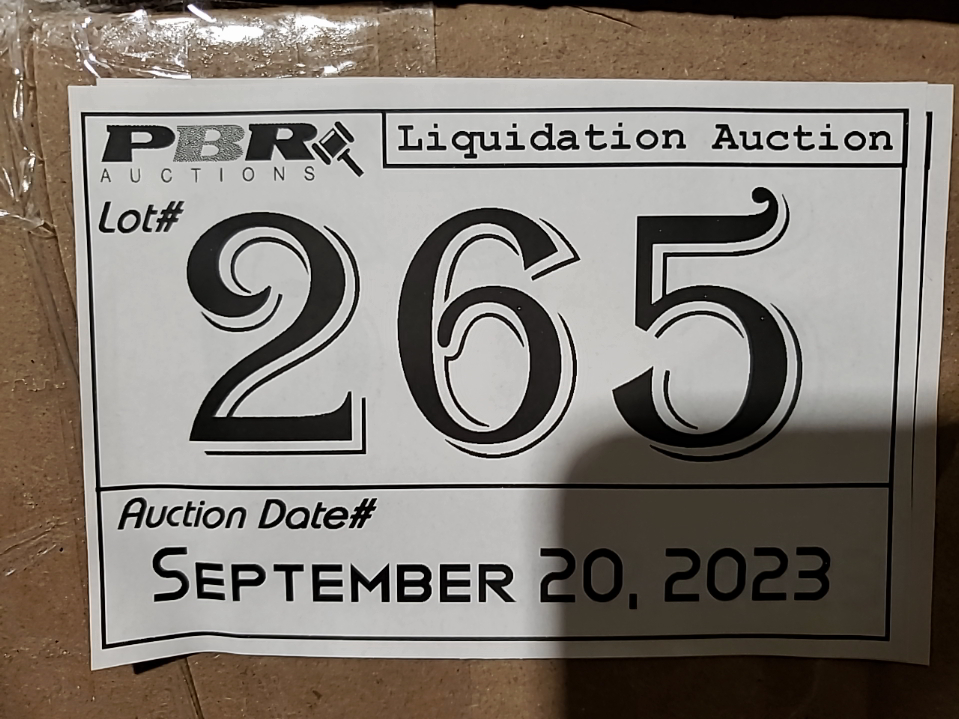 PBR
AUCTIONS
Liquidation Auction
Lot#
265
Auction Date#
September 20, 2023